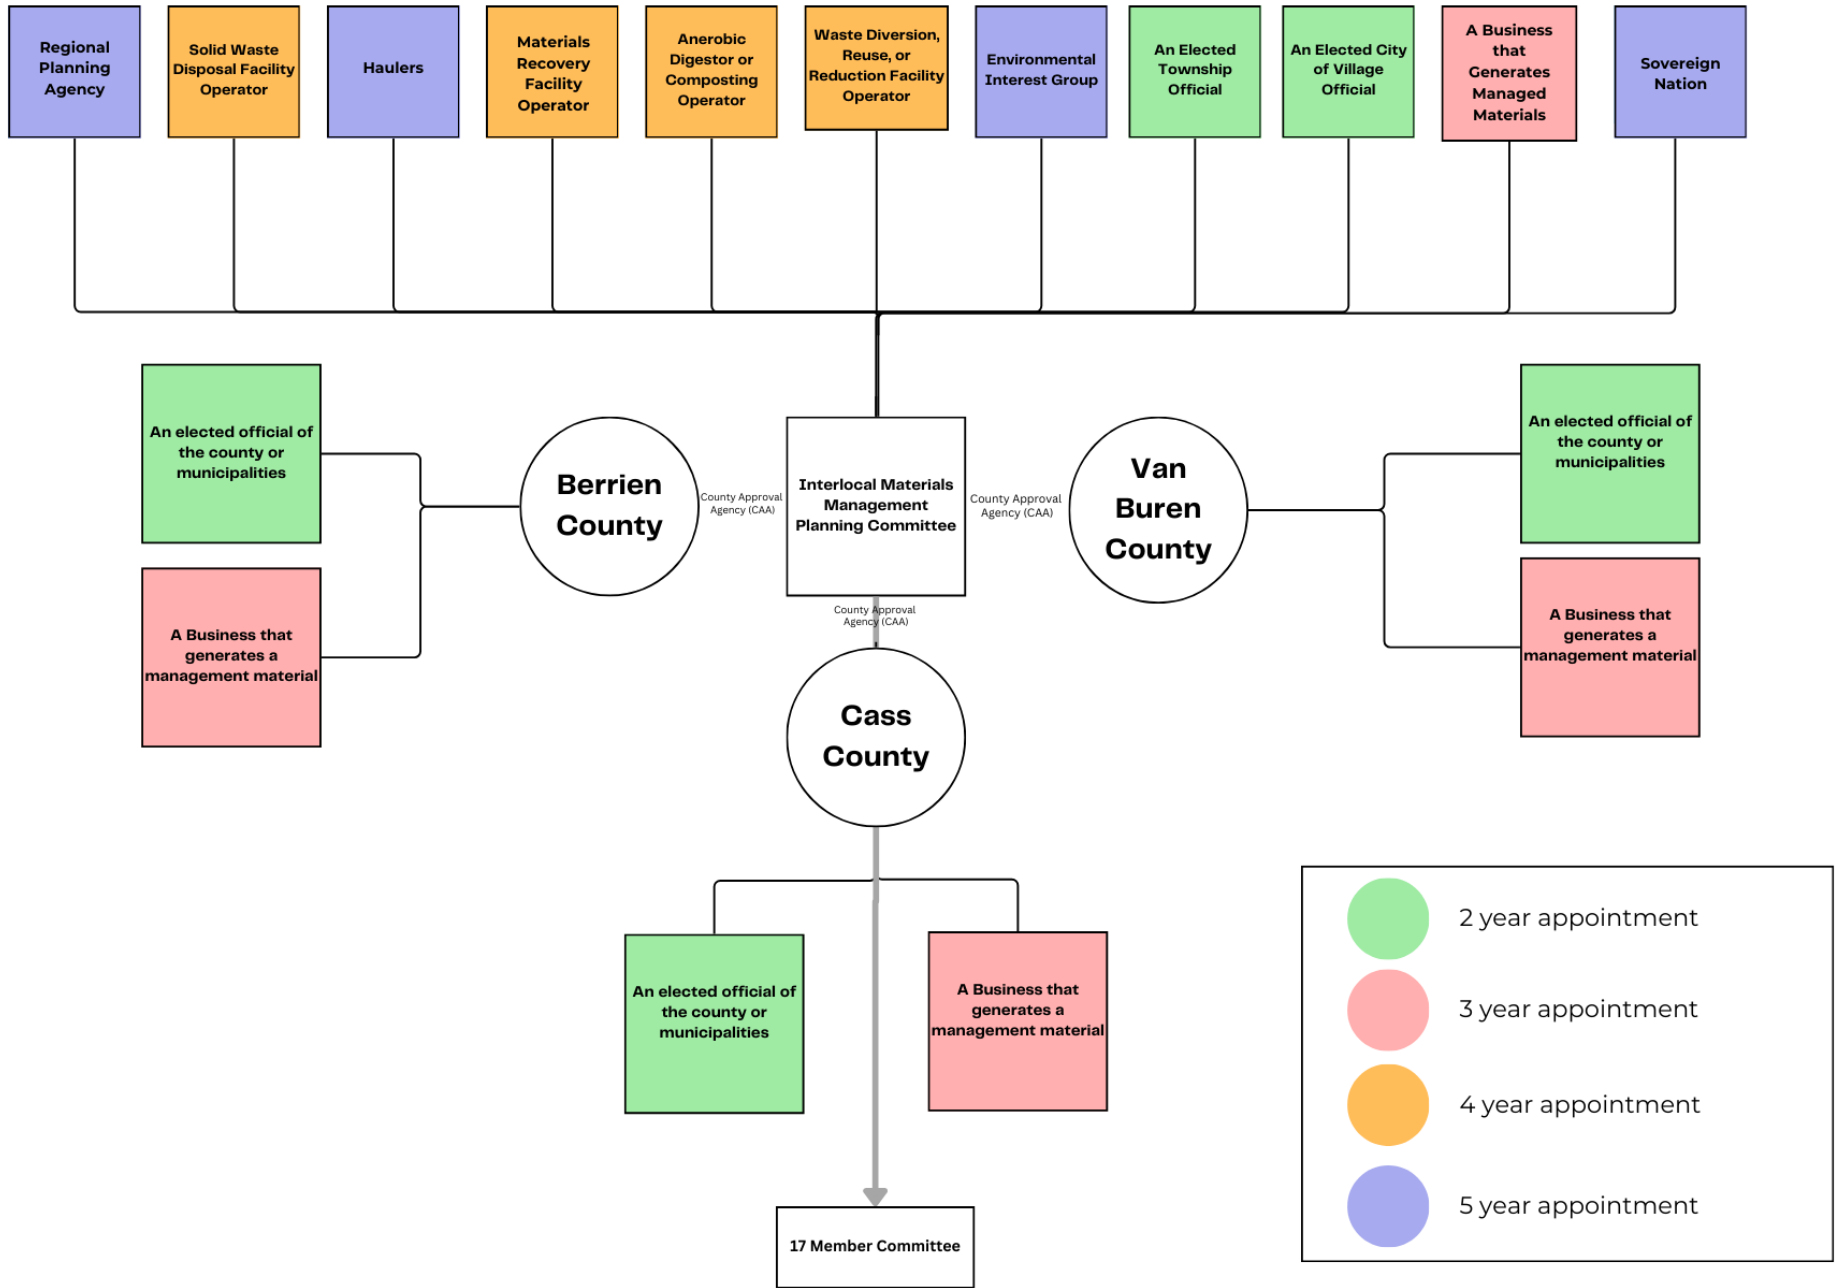 Regional
Planning
Agency
Solid Waste
Disposal Facility
Operator
Haulers
Materials
Recovery
Facility
Operator
Anerobic
Digestor or
Composting
Operator
Waste Diversion,
Reuse, or
Reduction Facility
Operator
Environmental
Interest Group
An Elected
Township
Official
An Elected City
of Village
Official
A Business
that
Generates
Managed
Materials
Sovereign
Nation
An elected official of
the county or
municipalities
A Business that
generates a
management material
Berrien
County
County Approval
Agency (CAA)
Interlocal Materials
Management
Planning Committee
County Approval
Agency (CAA)
Van
Buren
County
An elected official of
the county or
municipalities
A Business that
generates a
management material
County Approval
Agency (CAA)
Cass
County
An elected official of
the county or
municipalities
A Business that
generates a
management material
17 Member Committee
2 year appointment
3 year appointment
4 year appointment
5 year appointment